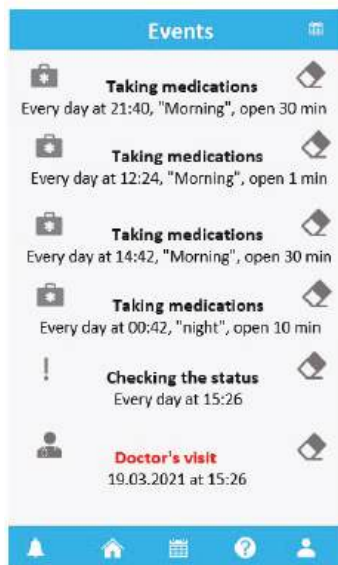 Events
Taking medications
Every day at 21:40, "Morning", open 30 min
Taking medications
Every day at 12:24, "Morning", open 1 min
Taking medications
Every day at 14:42, "Morning", open 30 min
Taking medications
Every day at 00:42, "night", open 10 min
Checking the status
Every day at 15:26
Doctor's visit
19.03.2021 at 15:26